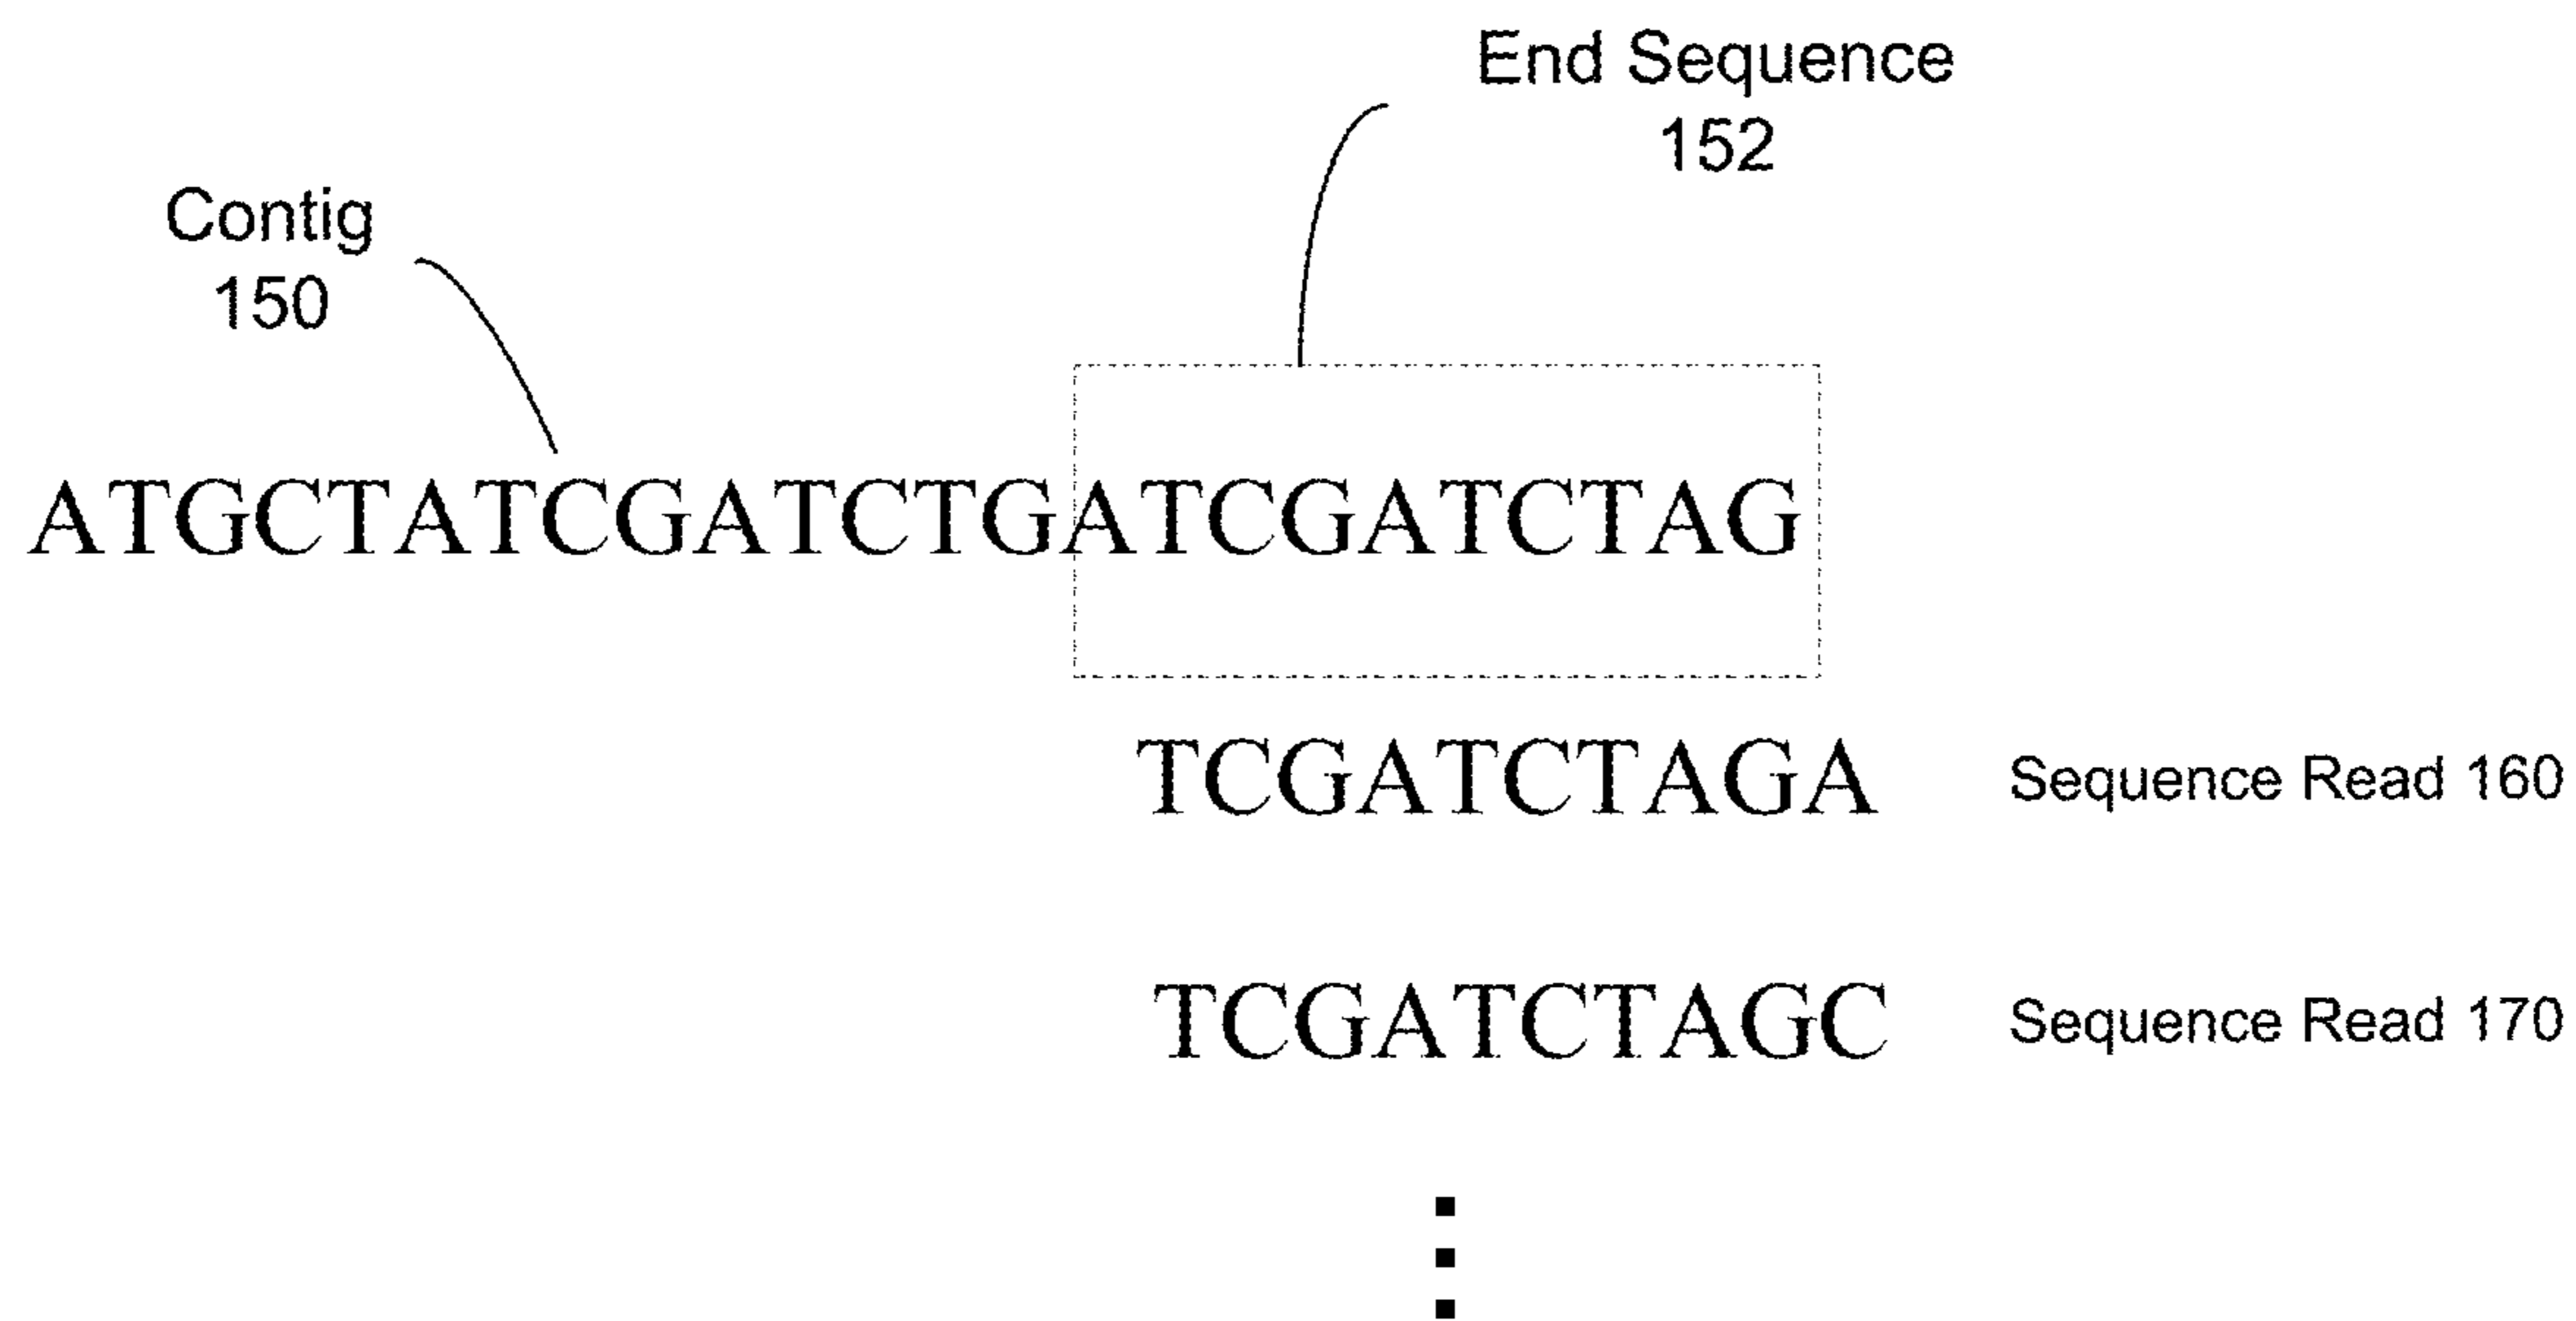 End Sequence
152
Contig
150
ATGCTATCGATCTGATCGATCTAG
TCGATCTAGA Sequence Read 160
TCGATCTAGC Sequence Read 170